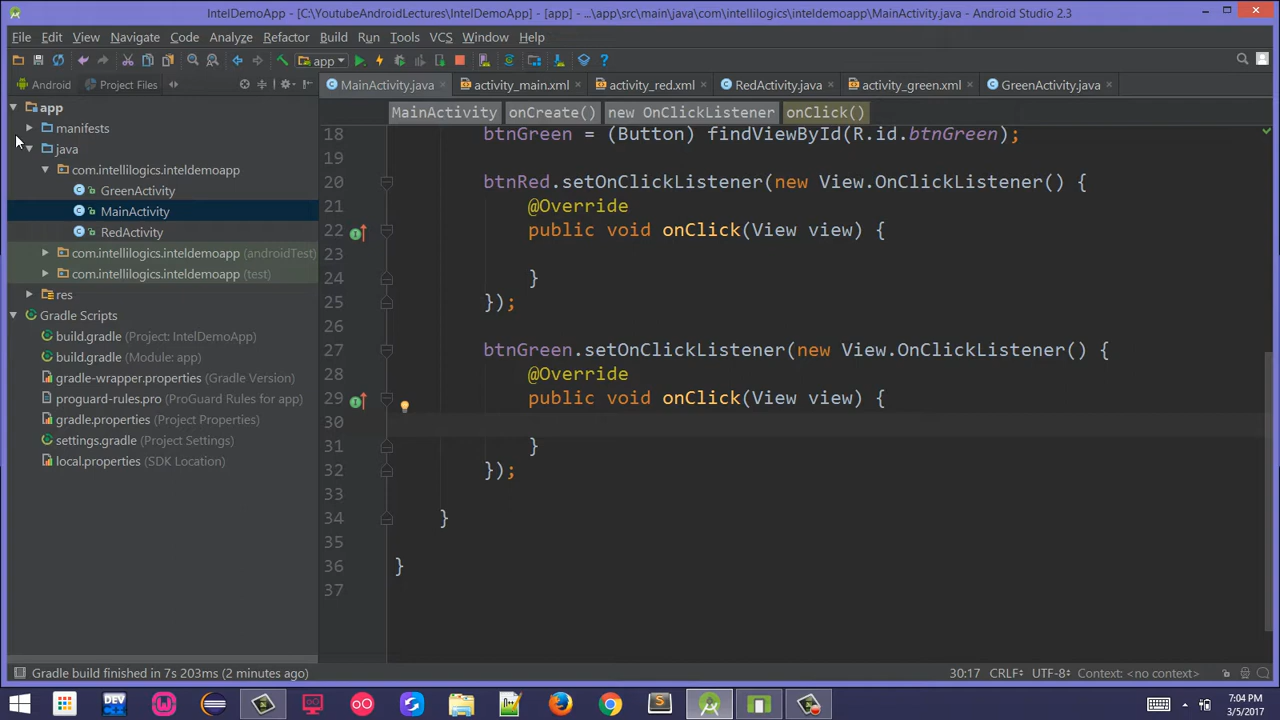 IntelDemoApp - [C:\YoutubeAndroidLectures\IntelDemoApp] - [app] - ...\app\src\main\java\com\intellilogics\inteldemoapp\MainActivity.java - Android Studio 2.3
File Edit View Navigate Code Analyze Refactor Build Run Tools VCS Window Help
app
Android Project Files MainActivity.java activity_main.xml activity_red.xml RedActivity.java activity_green.xml GreenActivity.java
MainActivity onCreate() new OnClickListener onClick()
app
manifests
java
com.intellilogics.inteldemoapp
GreenActivity
MainActivity
RedActivity
com.intellilogics.inteldemoapp (androidTest)
com.intellilogics.inteldemoapp (test)
res
Gradle Scripts
build.gradle (Project: IntelDemoApp)
build.gradle (Module: app)
gradle-wrapper.properties (Gradle Version)
proguard-rules.pro (ProGuard Rules for app)
gradle.properties (Project Properties)
settings.gradle (Project Settings)
local.properties (SDK Location)
18 btnGreen = (Button) findViewById(R.id.btnGreen);
19
20 btnRed.setOnClickListener(new View.OnClickListener() {
21 @Override
22 public void onClick(View view) {
23
24 }
25 });
26
27 btnGreen.setOnClickListener(new View.OnClickListener() {
28 @Override
29 public void onClick(View view) {
30
31 }
32 });
33
34 }
35
36 }
37
Gradle build finished in 7s 203ms (2 minutes ago) 30:17 CRLF÷ UTF-8÷ Context: <no context>
DEV
7:04 PM
3/5/2017